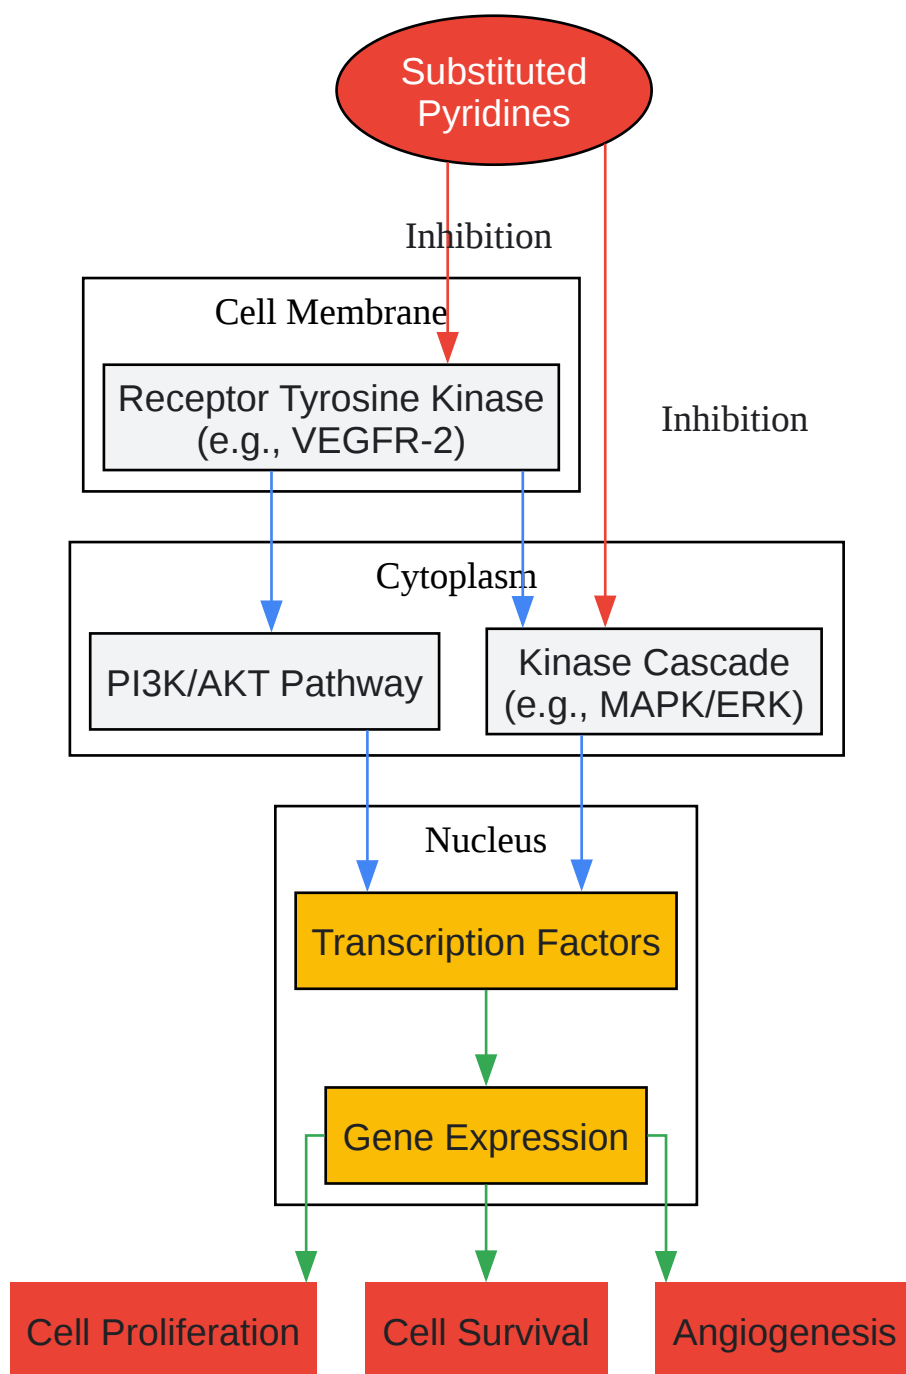 Substituted
Pyridines
Inhibition
Cell Membrane
Receptor Tyrosine Kinase
(e.g., VEGFR-2)
Inhibition
Cytoplasm
PI3K/AKT Pathway
Kinase Cascade
(e.g., MAPK/ERK)
Nucleus
Transcription Factors
Gene Expression
Cell Proliferation
Cell Survival
Angiogenesis